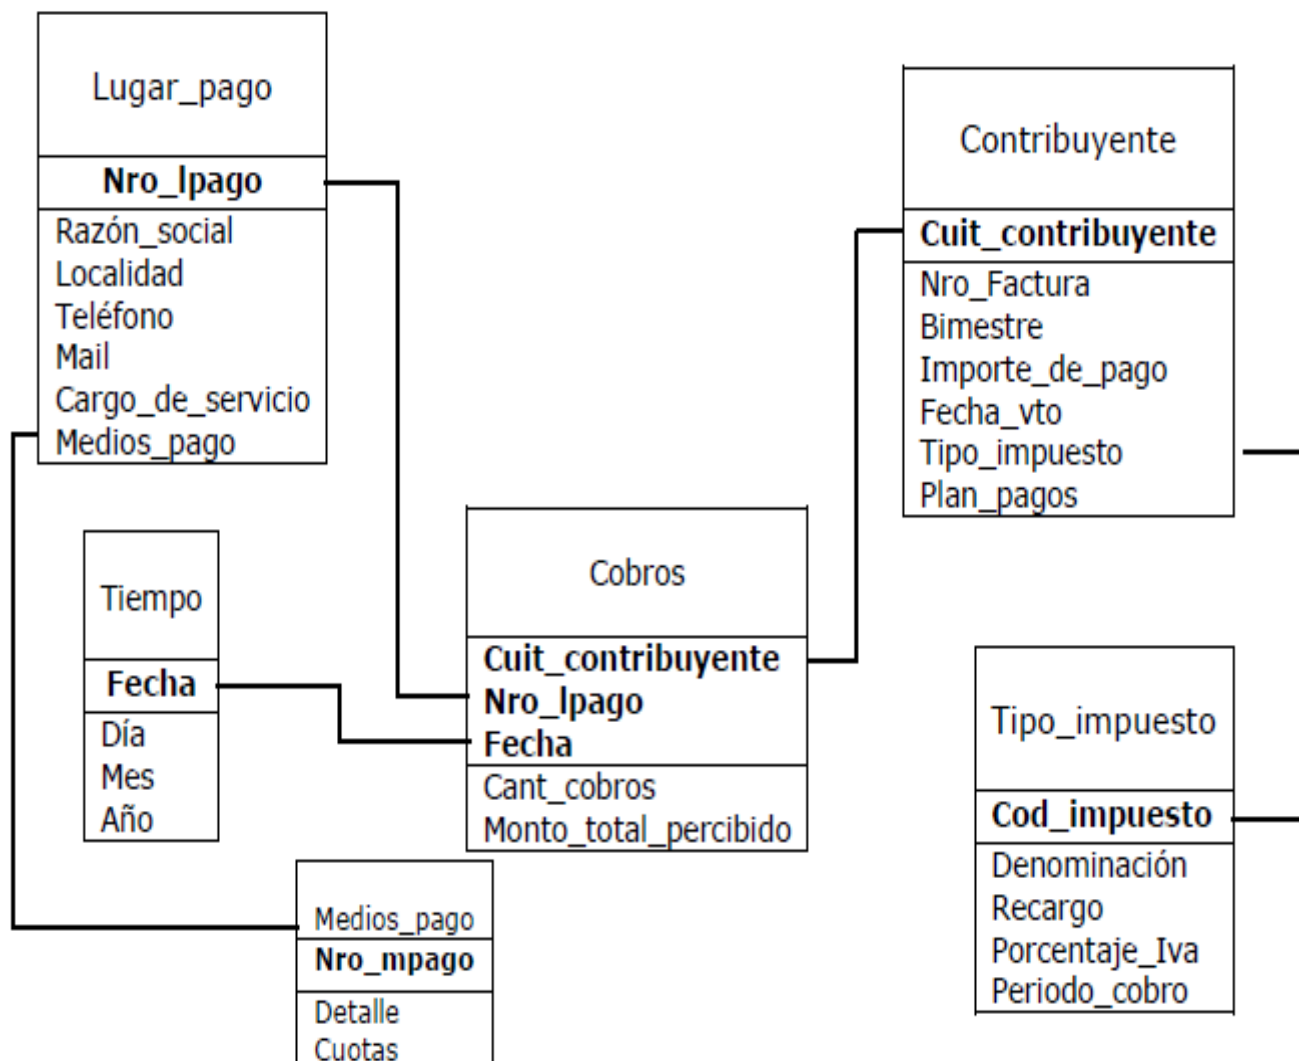 Lugar_pago
Nro_lpago
Razón_social
Localidad
Teléfono
Mail
Cargo_de_servicio
Medios_pago
Contribuyente
Cuit_contribuyente
Nro_Factura
Bimestre
Importe_de_pago
Fecha_vto
Tipo_impuesto
Plan_pagos
Tiempo
Fecha
Día
Mes
Año
Cobros
Cuit_contribuyente
Nro_lpago
Fecha
Cant_cobros
Monto_total_percibido
Tipo_impuesto
Cod_impuesto
Denominación
Recargo
Porcentaje_Iva
Periodo_cobro
Medios_pago
Nro_mpago
Detalle
Cuotas